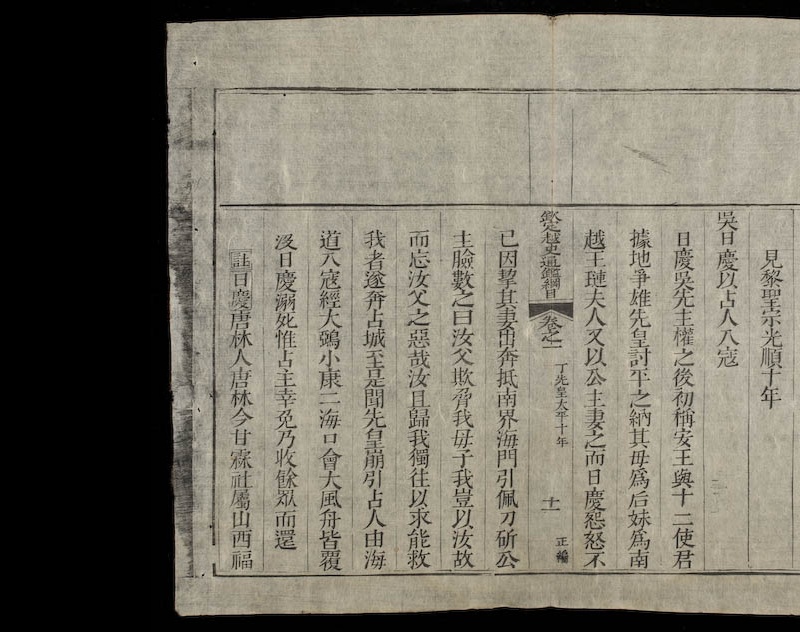 見黎聖宗光順十年
吳日慶以占人入寇
日慶吳先主權之後初稱安王與十二使君
據地爭雄先皇討平之納其母爲后妹爲南
越王璉夫人又以公主妻之而日慶怨怒不
欽定越史通鑑綱目 卷之一 丁先皇太平十年 十一 正編
已因挈其妻出奔抵南界海門引佩刀斫公
主臉數之曰汝父欺脅我母子我豈以汝故
而忘汝父之惡哉汝且歸我獨往以求能救
我者遂奔占城至是聞先皇崩引占人由海
道入寇經大鵶小康二海口會大風舟皆覆
沒日慶溺死惟占主幸免乃收餘眾而還
註日慶唐林人唐林今甘霖社屬山西福